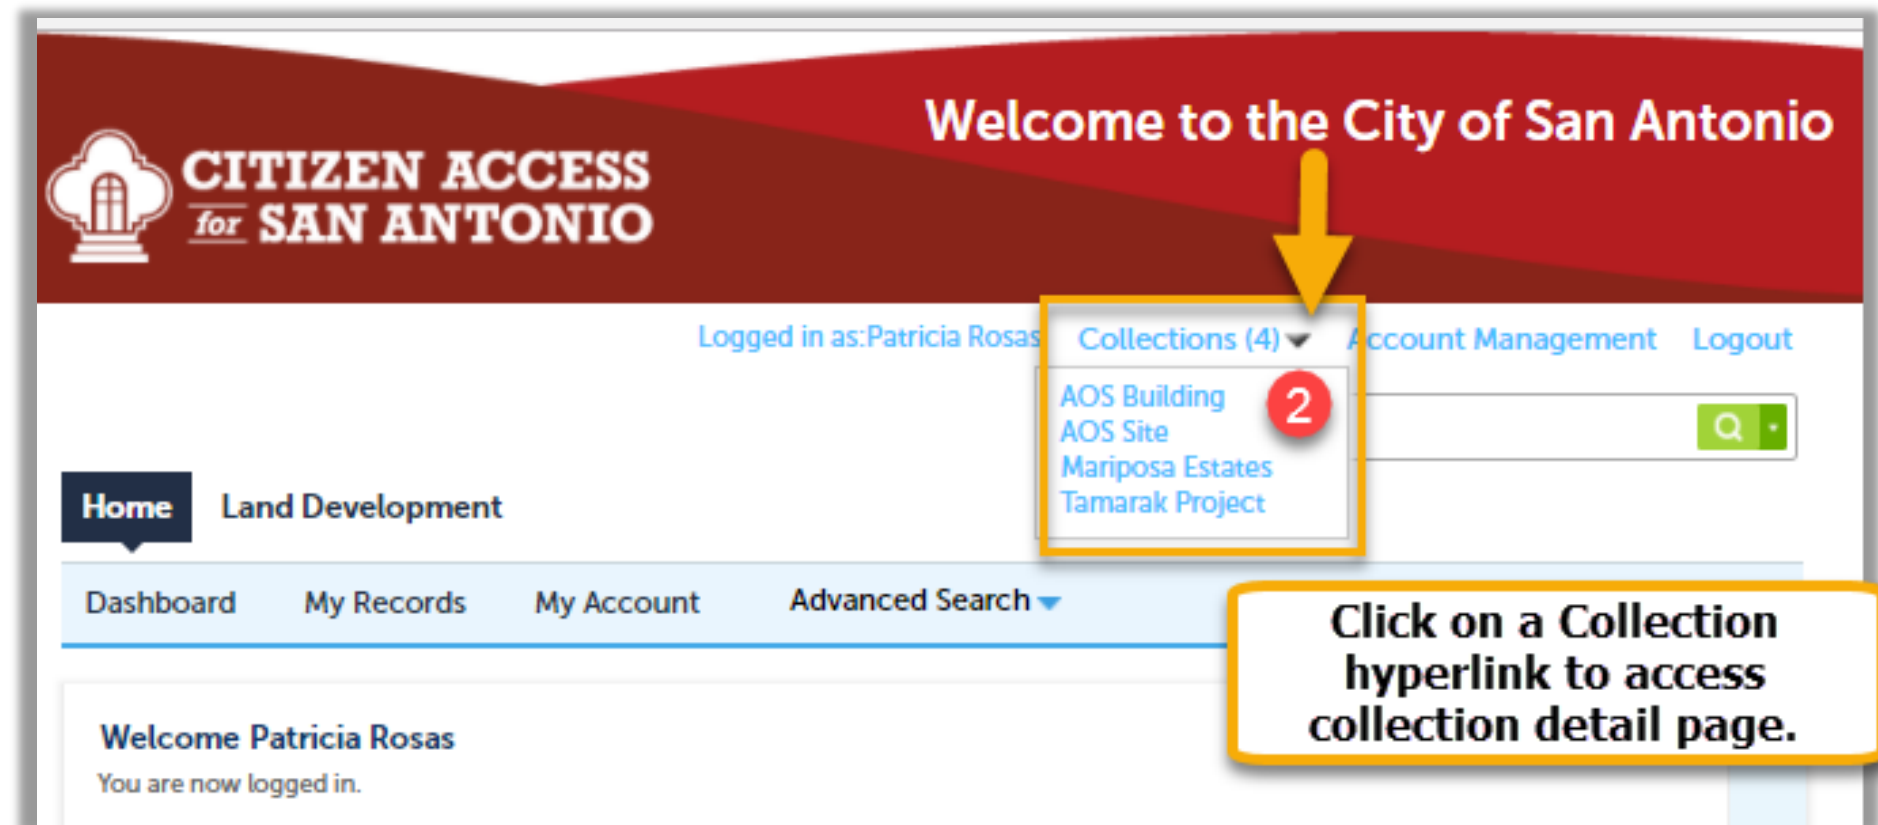 Welcome to the City of San Antonio
CITIZEN ACCESS
for SAN ANTONIO
Logged in as:Patricia Rosas Collections (4) Account Management Logout
AOS Building
2
AOS Site
Mariposa Estates
Tamarak Project
Home Land Development
Dashboard My Records My Account Advanced Search
Click on a Collection
hyperlink to access
collection detail page.
Welcome Patricia Rosas
You are now logged in.